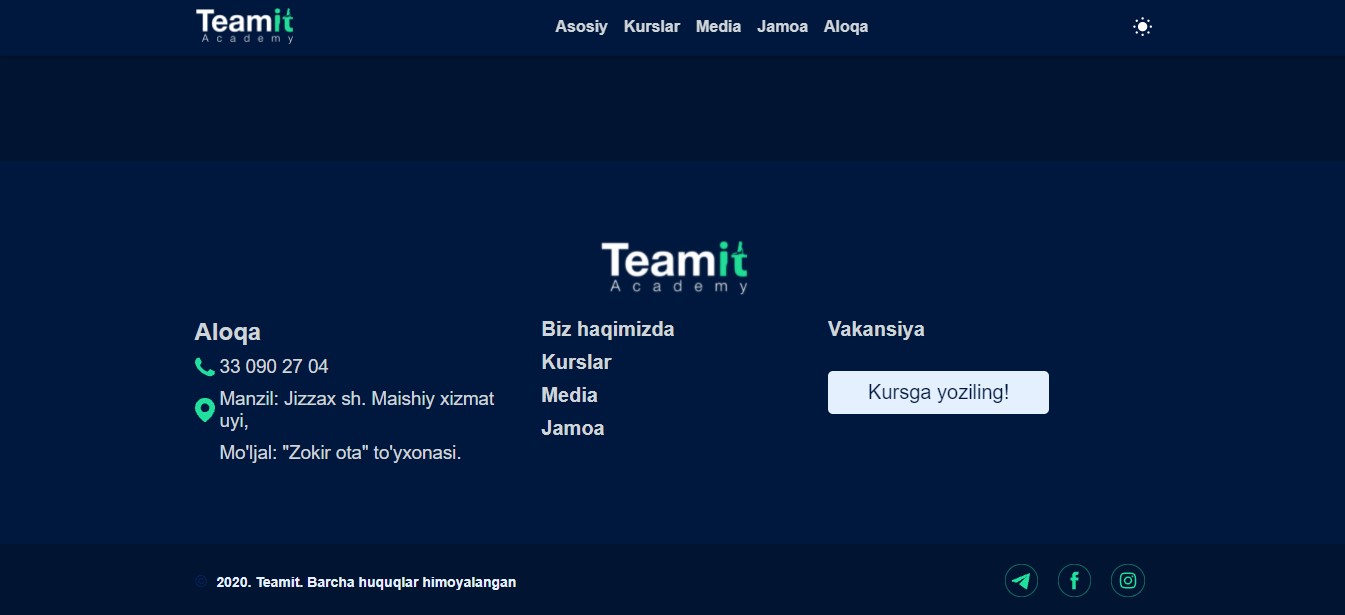 Teamit
Academy
Asosiy Kurslar Media Jamoa Aloqa
Teamit
Academy
Aloqa
33 090 27 04
Manzil: Jizzax sh. Maishiy xizmat
uyi,
Mo'ljal: "Zokir ota" to'yxonasi.
Biz haqimizda
Kurslar
Media
Jamoa
Vakansiya
Kursga yoziling!
© 2020. Teamit. Barcha huquqlar himoyalangan